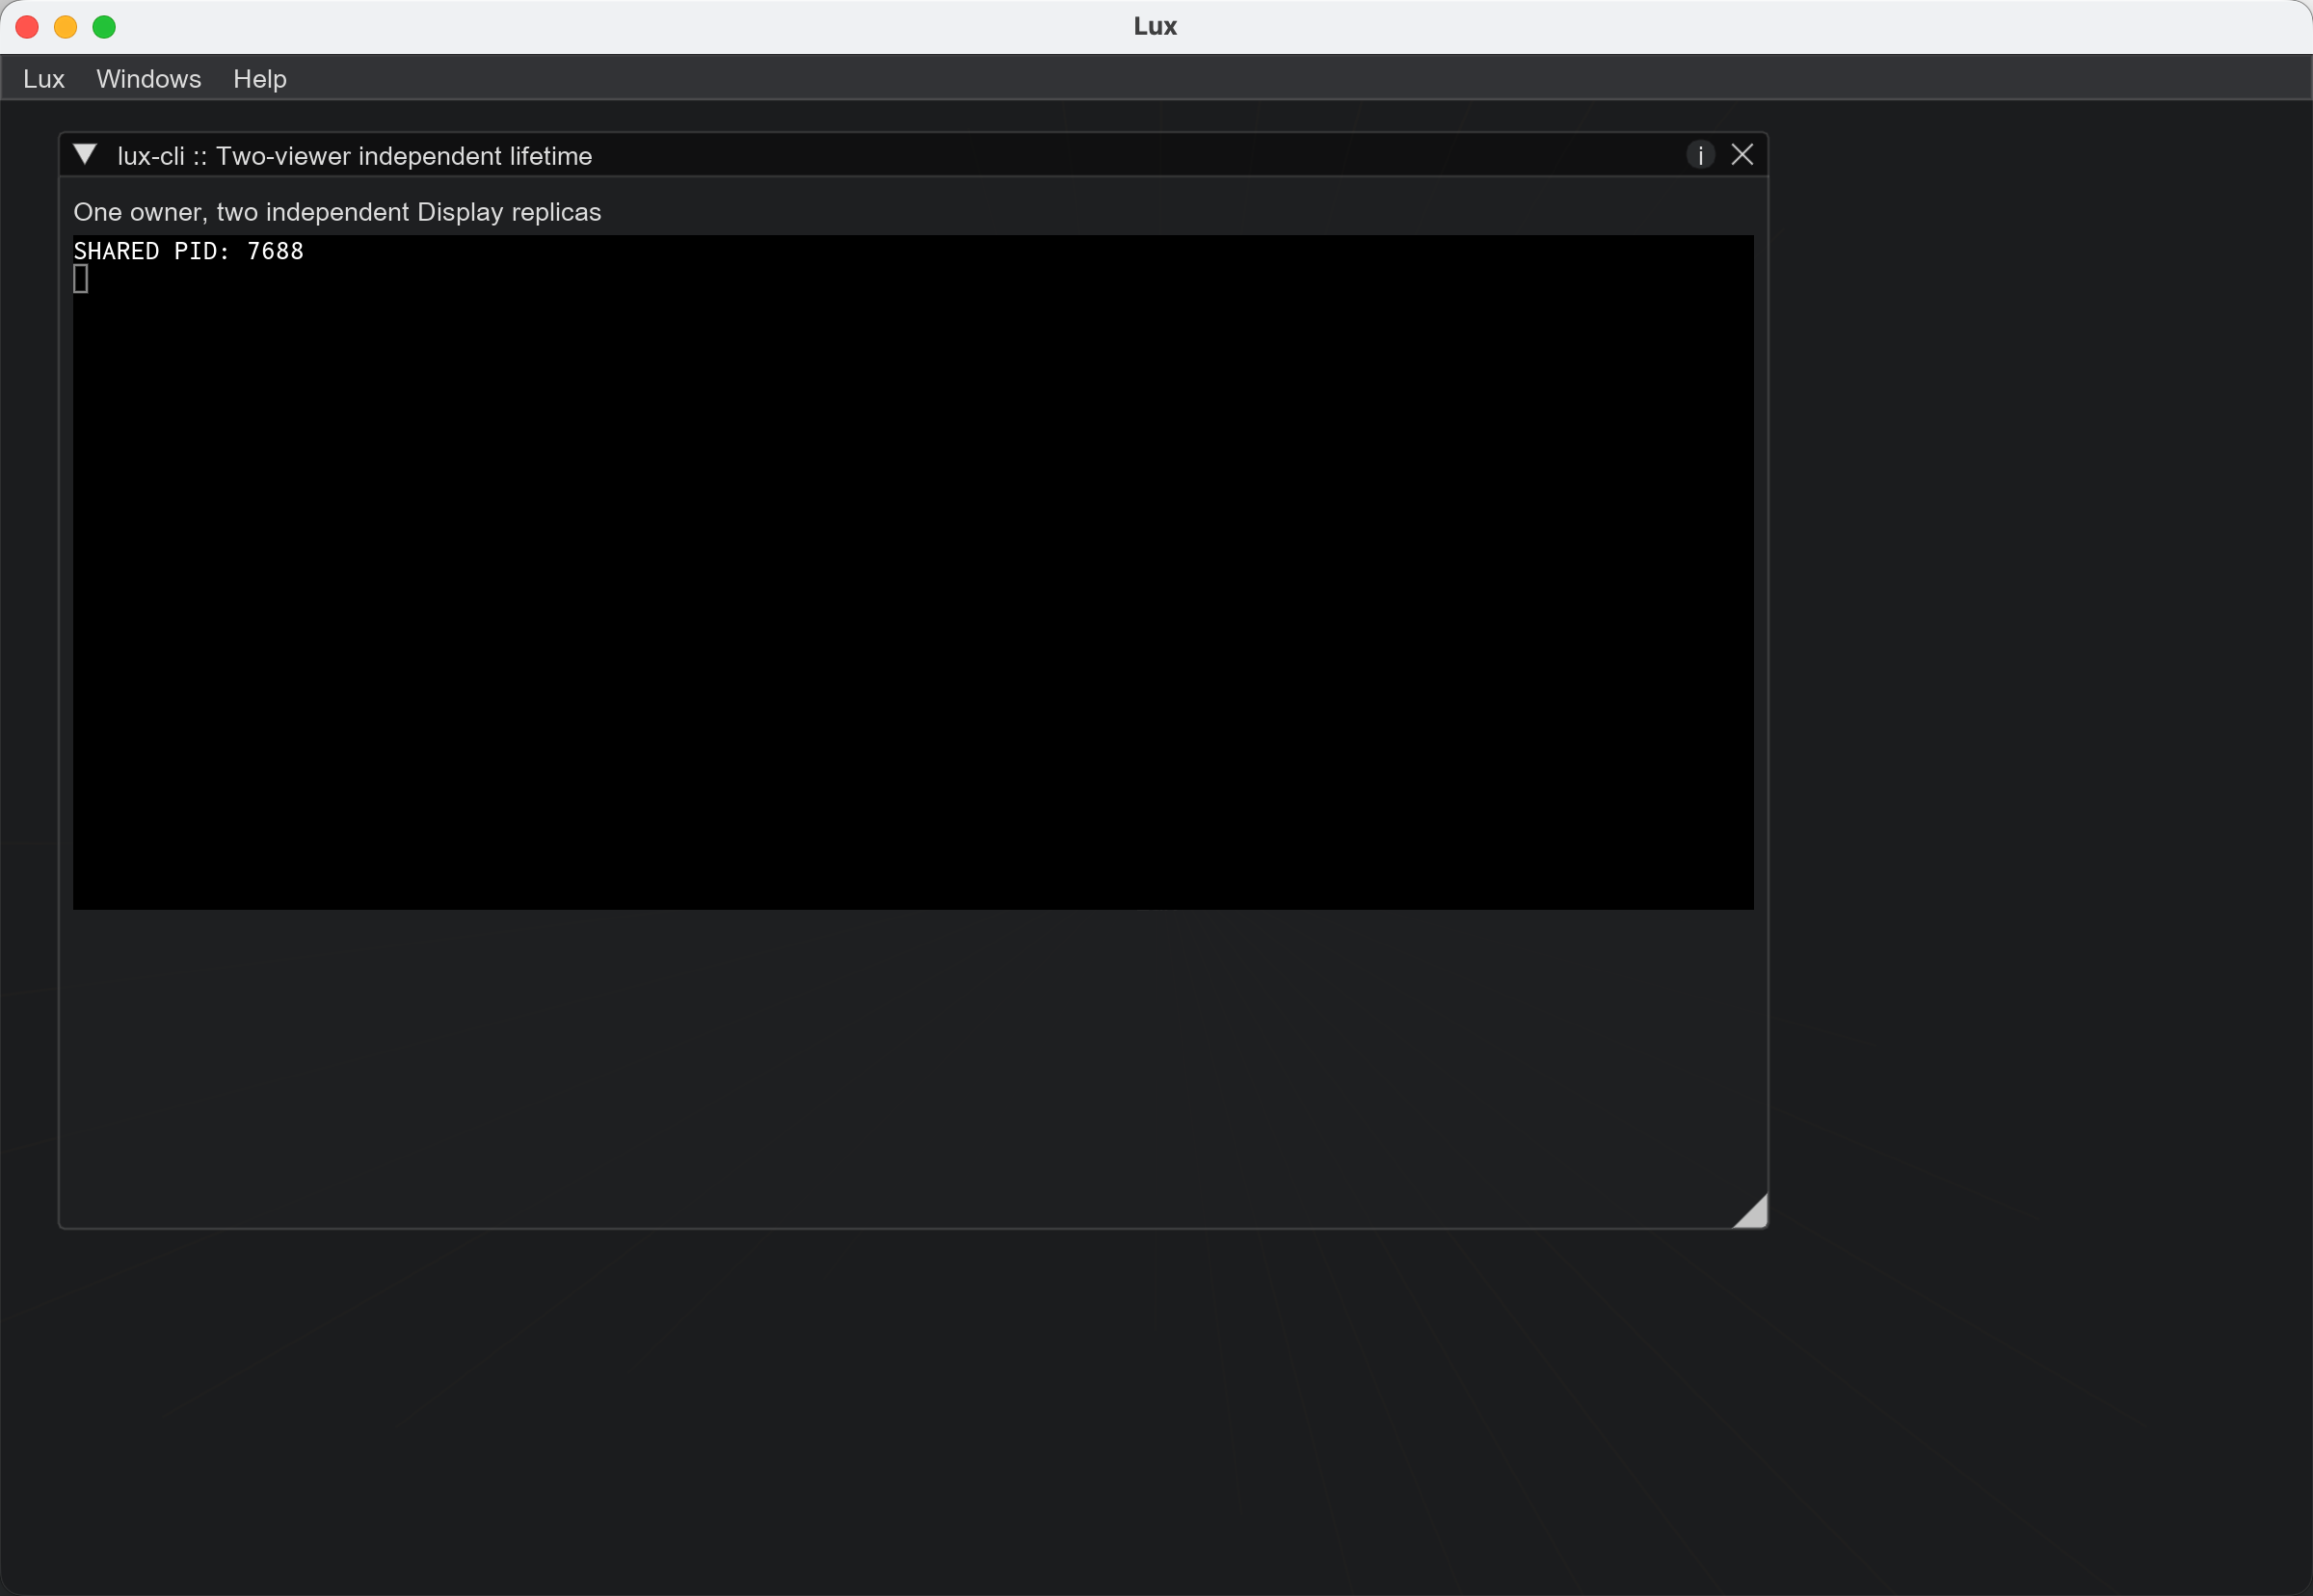 Lux
Lux Windows Help
lux-cli :: Two-viewer independent lifetime i
One owner, two independent Display replicas
SHARED PID: 7688